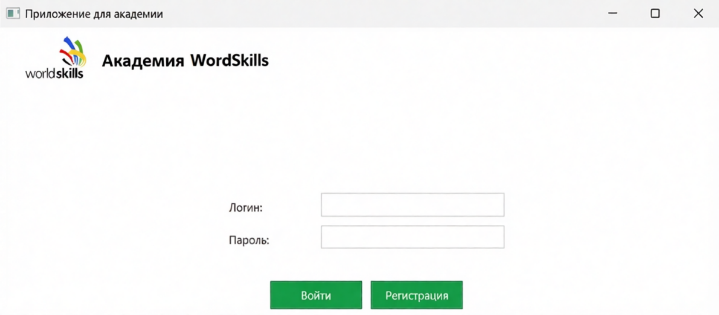 Приложение для академии
worldskills
Академия WordSkills
Логин:
Пароль:
Войти Регистрация